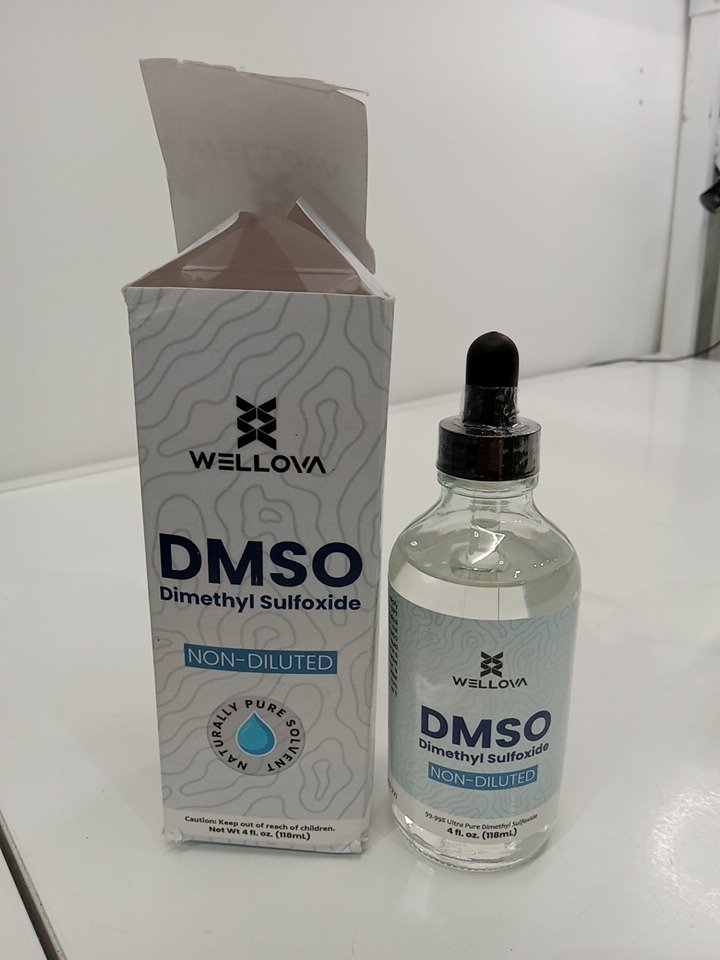 WELLOVA
DMSO
Dimethyl Sulfoxide
NON-DILUTED
NATURALLY PURE SOLVENT
Caution: Keep out of reach of children.
Net Wt 4 fl. oz. (118mL)
WELLOVA
DMSO
Dimethyl Sulfoxide
NON-DILUTED
99.99% Ultra Pure Dimethyl Sulfoxide
4 fl. oz. (118mL)